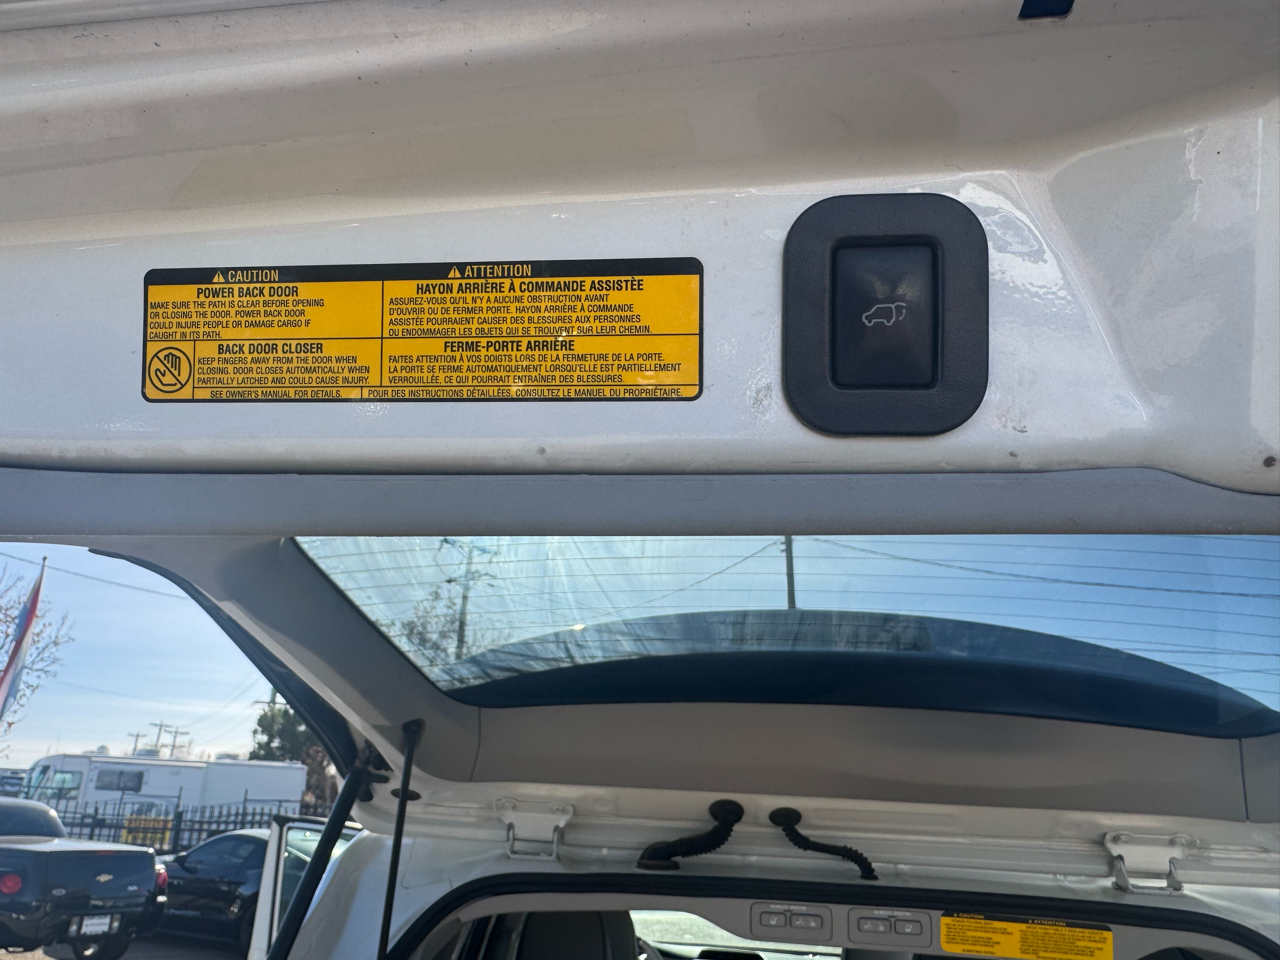 CAUTION
POWER BACK DOOR
MAKE SURE THE PATH IS CLEAR BEFORE OPENING
OR CLOSING THE DOOR. POWER BACK DOOR
COULD INJURE PEOPLE OR DAMAGE CARGO IF
CAUGHT IN ITS PATH.
BACK DOOR CLOSER
KEEP FINGERS AWAY FROM THE DOOR WHEN
CLOSING. DOOR CLOSES AUTOMATICALLY WHEN
PARTIALLY LATCHED AND COULD CAUSE INJURY.
SEE OWNER'S MANUAL FOR DETAILS.
ATTENTION
HAYON ARRIÈRE À COMMANDE ASSISTÉE
ASSUREZ-VOUS QU'IL N'Y A AUCUNE OBSTRUCTION AVANT
D'OUVRIR OU DE FERMER PORTE. HAYON ARRIÈRE À COMMANDE
ASSISTÉE POURRAIENT CAUSER DES BLESSURES AUX PERSONNES
OU ENDOMMAGER LES OBJETS QUI SE TROUVENT SUR LEUR CHEMIN.
FERME-PORTE ARRIÈRE
FAITES ATTENTION À VOS DOIGTS LORS DE LA FERMETURE DE LA PORTE.
LA PORTE SE FERME AUTOMATIQUEMENT LORSQU'ELLE EST PARTIELLEMENT
VERROUILLÉE, CE QUI POURRAIT ENTRAÎNER DES BLESSURES.
POUR DES INSTRUCTIONS DÉTAILLÉES, CONSULTEZ LE MANUEL DU PROPRIÉTAIRE.
CAUTION
ATTENTION